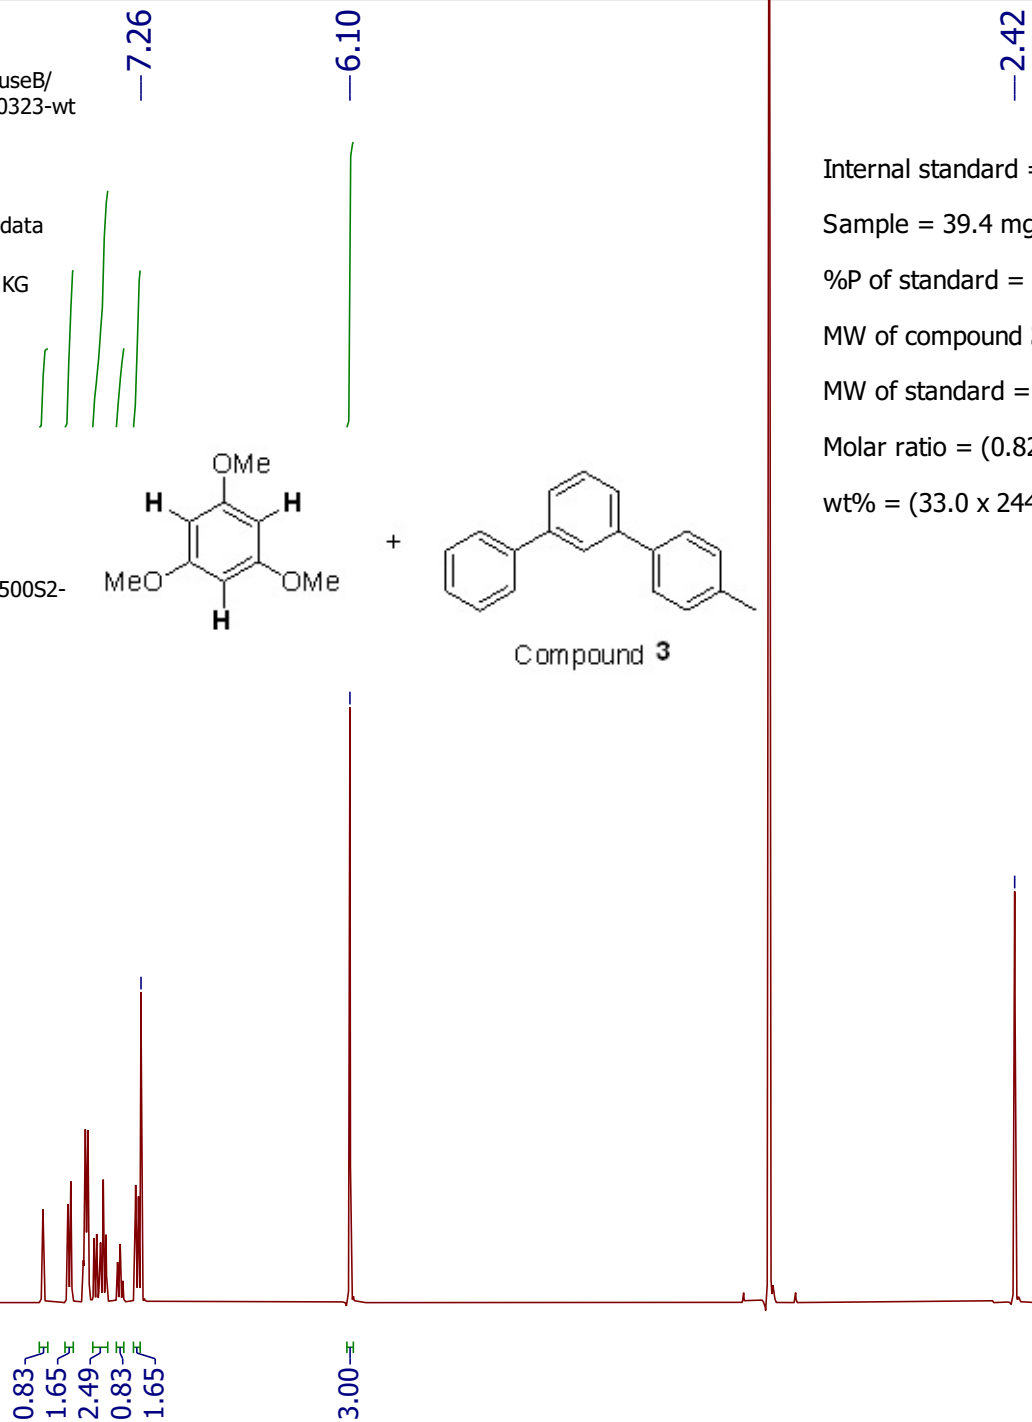 —7.26
—6.10
—2.42
useB/
0323-wt
data
KG
500S2-
Internal standard =
Sample = 39.4 mg
%P of standard =
MW of compound
MW of standard =
Molar ratio = (0.82
wt% = (33.0 x 244
OMe
H H
MeO OMe
H
+
Compound 3
0.83
1.65
2.49
0.83
1.65
3.00